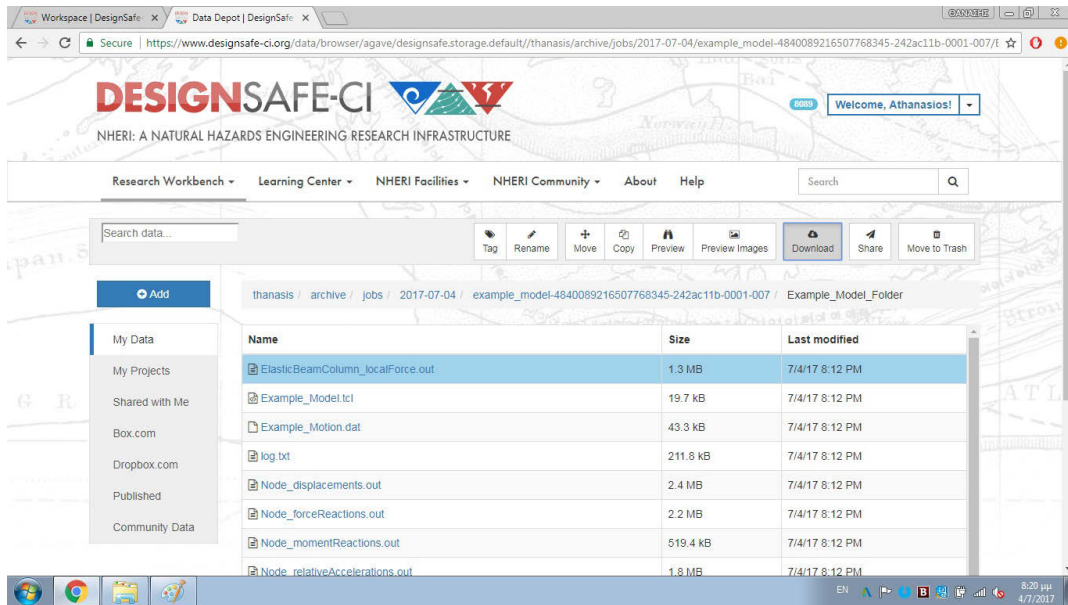 Workspace | DesignSafe- x
Data Depot | DesignSafe x
Secure | https://www.designsafe-ci.org/data/browser/agave/designsafe.storage.default//thanasis/archive/jobs/2017-07-04/example_model-4840089216507768345-242ac11b-0001-007/
DESIGNSAFE-CI
NHERI: A NATURAL HAZARDS ENGINEERING RESEARCH INFRASTRUCTURE
8089 Welcome, Athanasios!
Research Workbench Learning Center NHERI Facilities NHERI Community About Help Search
Search data...
Tag Rename Move Copy Preview Preview Images Download Share Move to Trash
Add
thanasis / archive / jobs / 2017-07-04 / example_model-4840089216507768345-242ac11b-0001-007 / Example_Model_Folder
My Data
My Projects
Shared with Me
Box.com
Dropbox.com
Published
Community Data
Name Size Last modified
ElasticBeamColumn_localForce.out 1.3 MB 7/4/17 8:12 PM
Example_Model.tcl 19.7 kB 7/4/17 8:12 PM
Example_Motion.dat 43.3 kB 7/4/17 8:12 PM
log.txt 211.8 kB 7/4/17 8:12 PM
Node_displacements.out 2.4 MB 7/4/17 8:12 PM
Node_forceReactions.out 2.2 MB 7/4/17 8:12 PM
Node_momentReactions.out 519.4 kB 7/4/17 8:12 PM
Node_relativeAccelerations.out 1.8 MB 7/4/17 8:12 PM
EN
8:20 μμ
4/7/2017